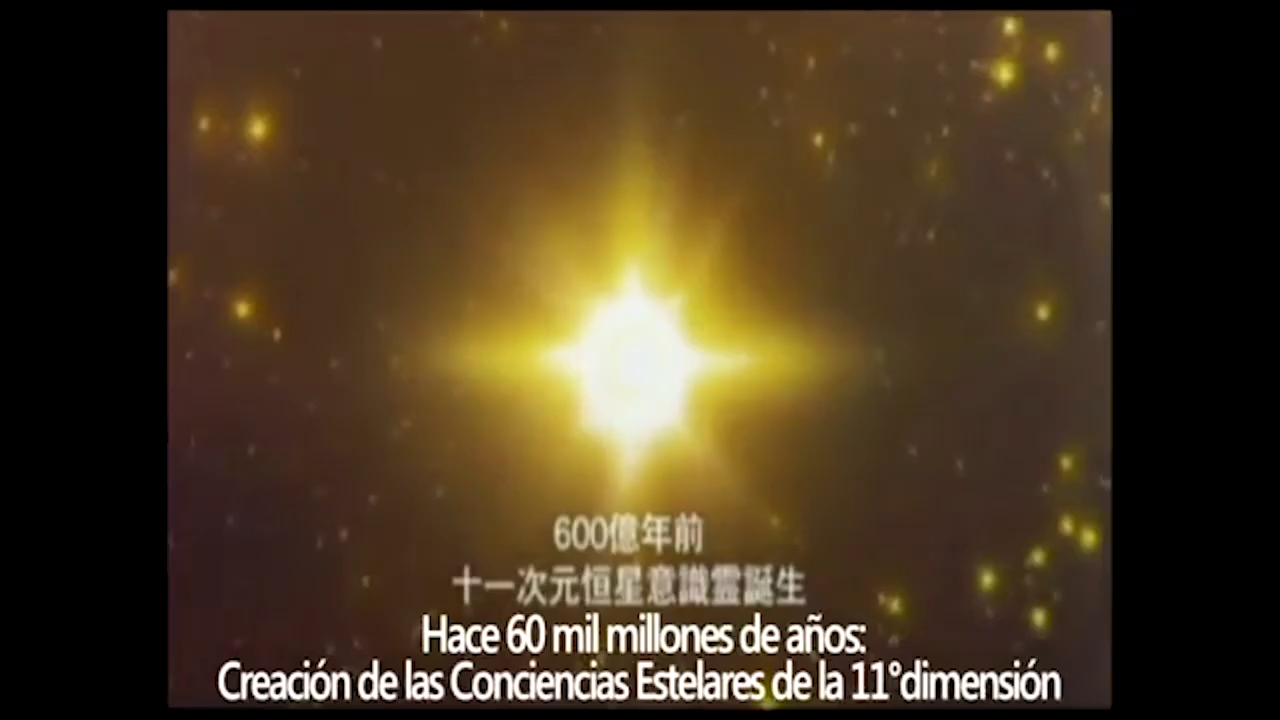 600億年前
十一次元恒星意識霊誕生
Hace 60 mil millones de años:
Creación de las Conciencias Estelares de la 11°dimensión